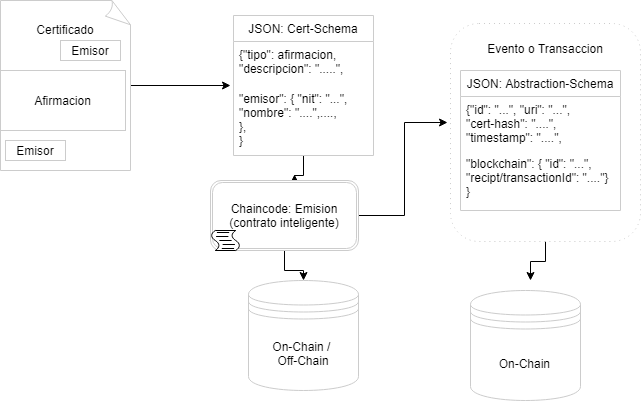 Certificado
Emisor
Afirmacion
Emisor
JSON: Cert-Schema
{"tipo": afirmacion,
"descripcion": ".....",
"emisor": { "nit": "...",
"nombre": "....",....,
},
}
Chaincode: Emision
(contrato inteligente)
On-Chain /
Off-Chain
Evento o Transaccion
JSON: Abstraction-Schema
{"id": "...", "uri": "...",
"cert-hash": "....",
"timestamp": "....",
"blockchain": { "id": "...",
"recipt/transactionId": "...."}
}
On-Chain